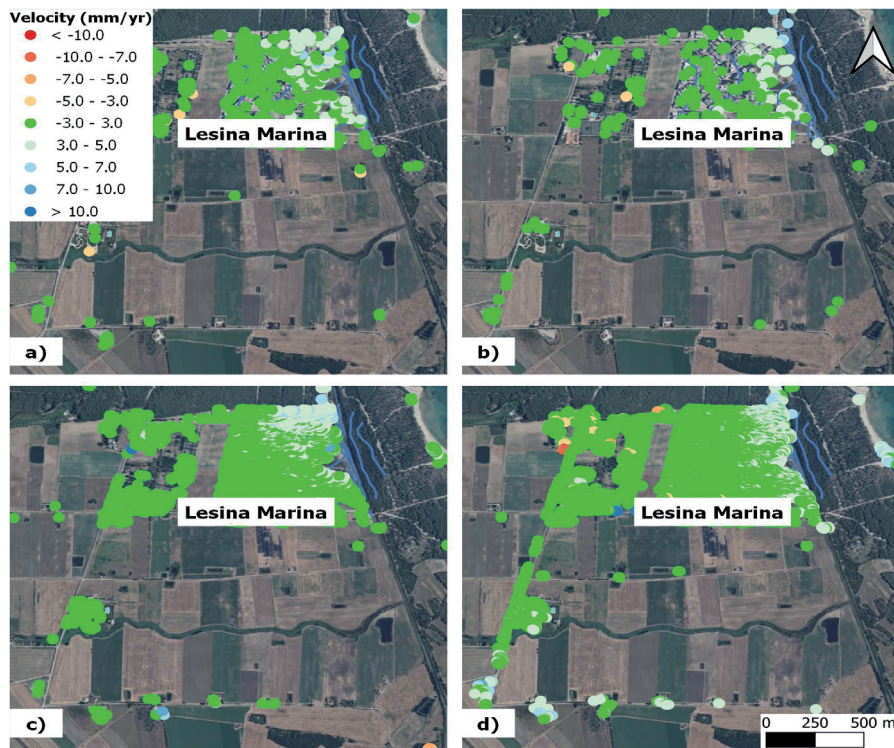 Velocity (mm/yr)
< -10.0
-10.0 - -7.0
-7.0 - -5.0
-5.0 - -3.0
-3.0 - 3.0
3.0 - 5.0
5.0 - 7.0
7.0 - 10.0
> 10.0
Lesina Marina
a)
Lesina Marina
b)
Lesina Marina
c)
Lesina Marina
d)
0 250 500 m